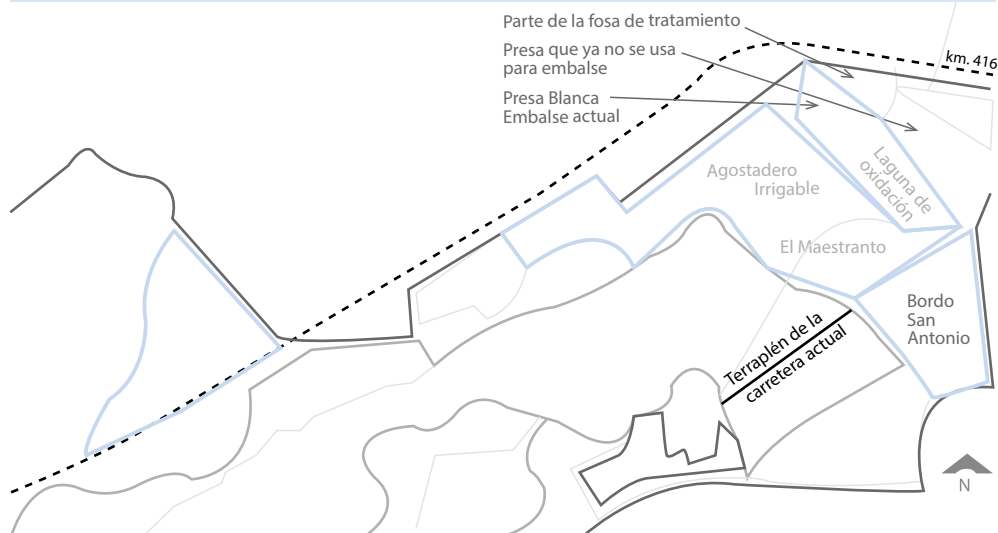 Parte de la fosa de tratamiento
Presa que ya no se usa
para embalse
km. 416
Presa Blanca
Embalse actual
Agostadero
Irrigable
Laguna de
oxidación
El Maestranto
Bordo
San
Antonio
Terraplén de la
carretera actual
N